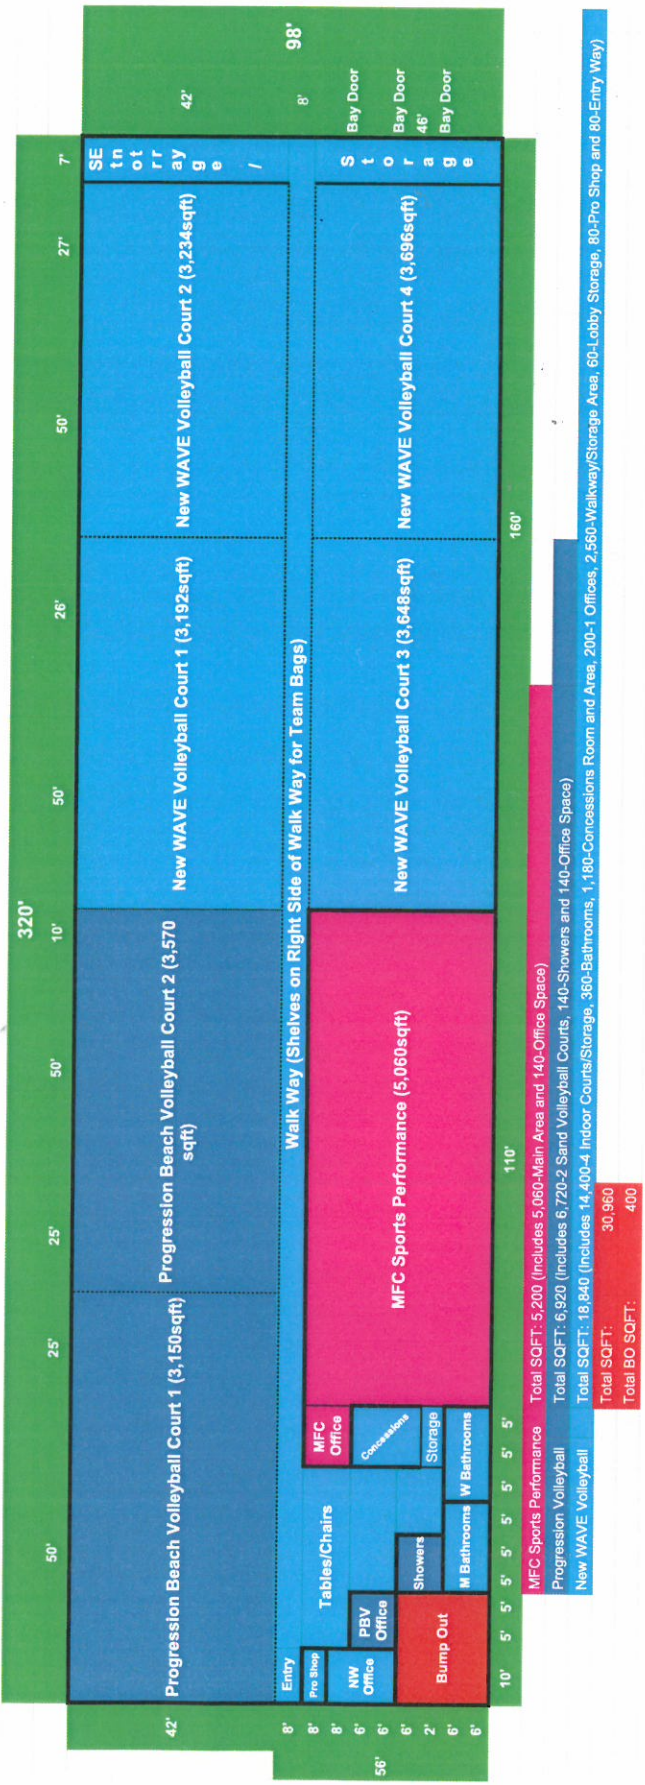 320'
50' 25' 25' 50' 10' 50' 26' 50' 27' 7'
42'
Progression Beach Volleyball Court 1 (3,150sqft)
Progression Beach Volleyball Court 2 (3,570
sqft)
New WAVE Volleyball Court 1 (3,192sqft)
New WAVE Volleyball Court 2 (3,234sqft)
SE
tn
ot
rr
ay
g
e
/
42'
98'
8'
Entry
Walk Way (Shelves on Right Side of Walk Way for Team Bags)
8'
8'
Pro Shop
8'
NW
Office
6'
6'
PBV
Office
Tables/Chairs
MFC
Office
Concessions
Storage
Showers
M Bathrooms
W Bathrooms
Bump Out
56'
6'
2'
6'
6'
MFC Sports Performance (5,060sqft)
New WAVE Volleyball Court 3 (3,648sqft)
New WAVE Volleyball Court 4 (3,696sqft)
S
t
o
r
a
g
e
Bay Door
Bay Door
46'
Bay Door
10' 5' 5' 5' 5' 5' 5' 5' 5' 110' 160'
MFC Sports Performance Total SQFT: 5,200 (Includes 5,060-Main Area and 140-Office Space)
Progression Volleyball Total SQFT: 6,920 (Includes 6,720-2 Sand Volleyball Courts, 140-Showers and 140-Office Space)
New WAVE Volleyball Total SQFT: 18,840 (Includes 14,400-4 Indoor Courts/Storage, 360-Bathrooms, 1,180-Concessions Room and Area, 200-1 Offices, 2,560-Walkway/Storage Area, 60-Lobby Storage, 80-Pro Shop and 80-Entry Way)
Total SQFT: 30,960
Total BO SQFT: 400